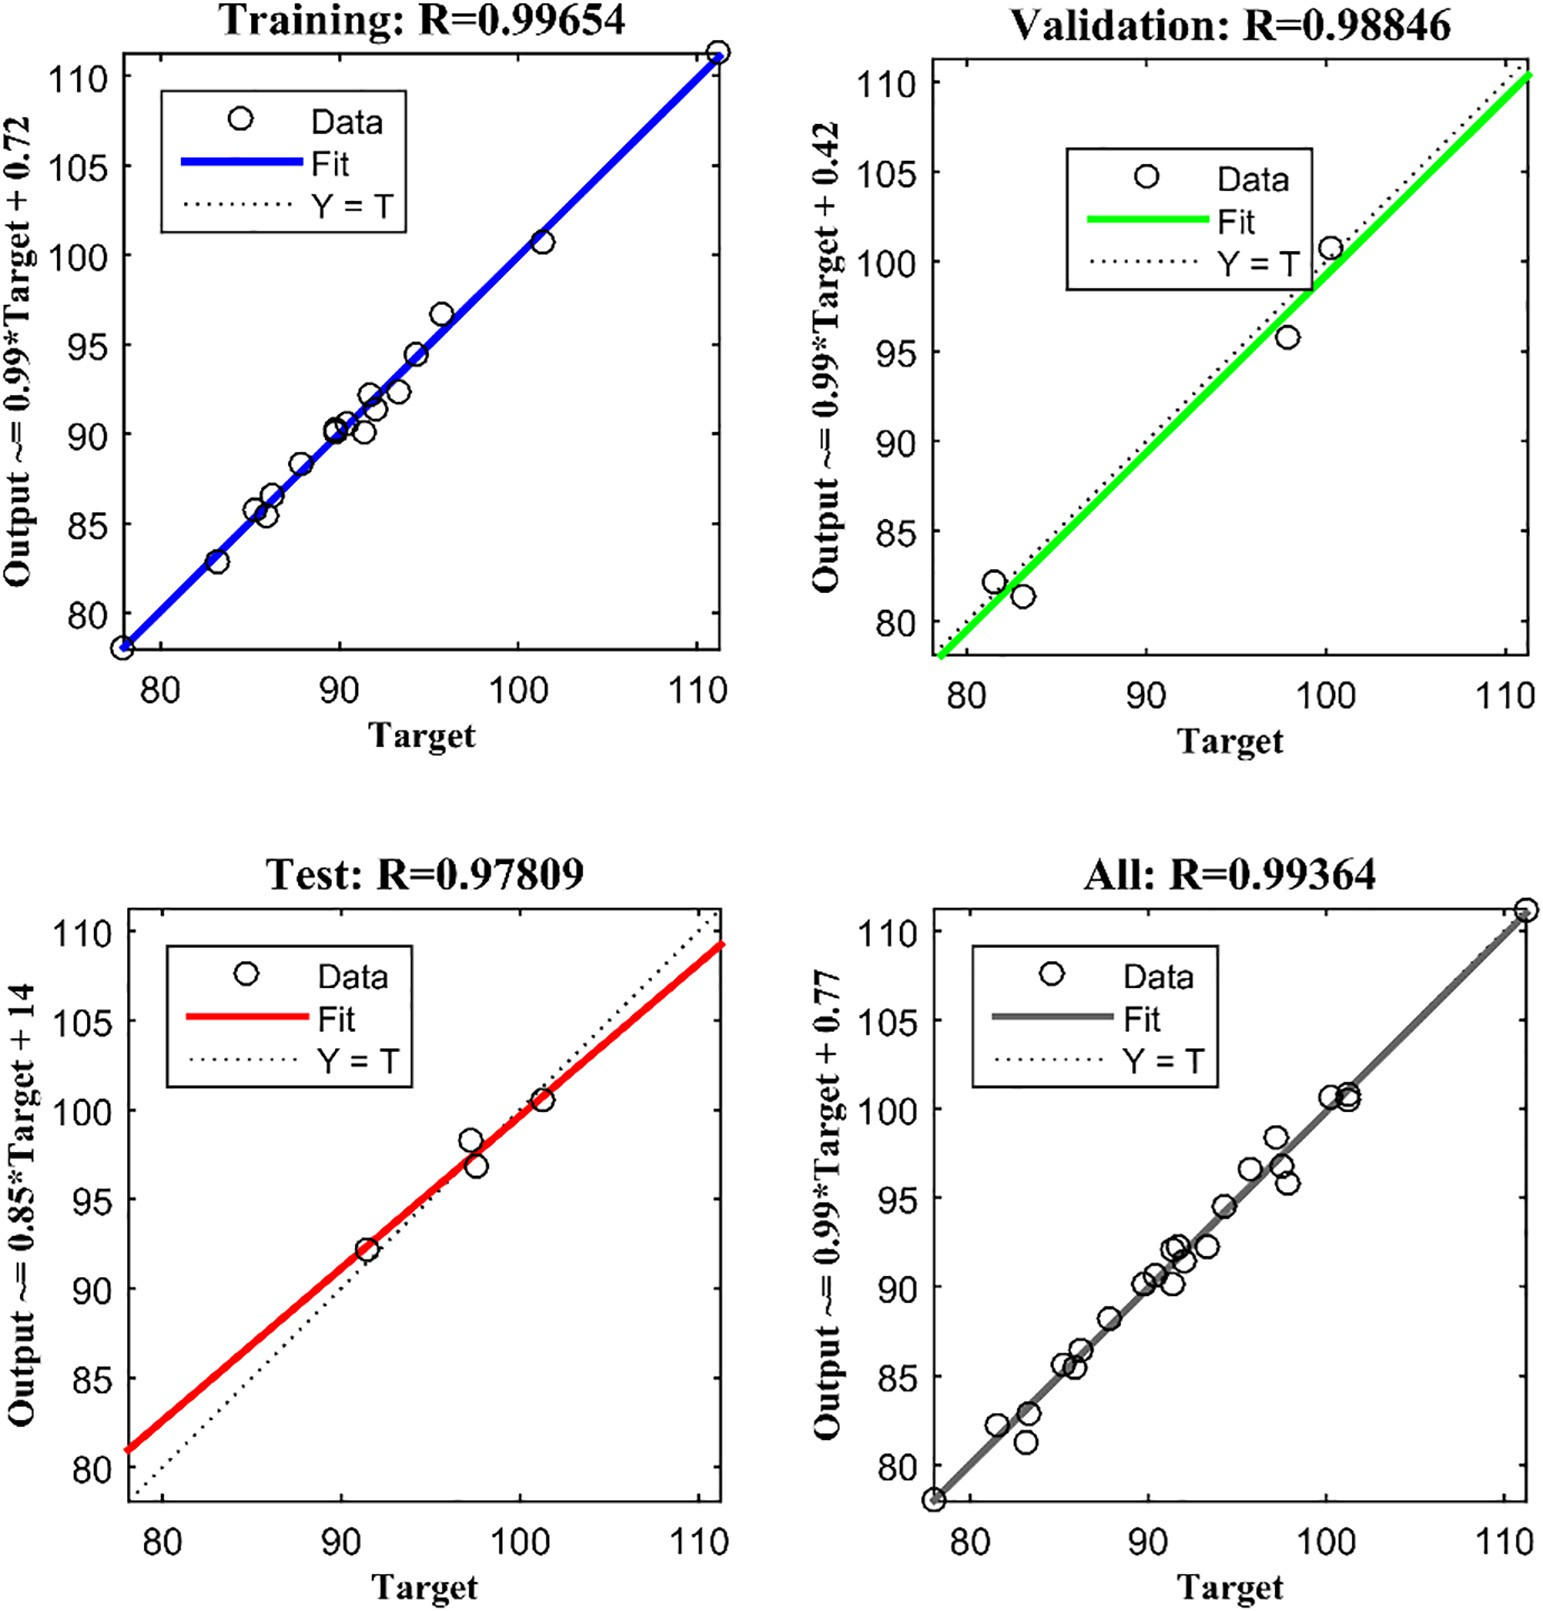 Training: R=0.99654
Output ~= 0.99*Target + 0.72
110
105
100
95
90
85
80
Data
Fit
Y = T
80 90 100 110
Target
Validation: R=0.98846
Output ~= 0.99*Target + 0.42
110
105
100
95
90
85
80
Data
Fit
Y = T
80 90 100 110
Target
Test: R=0.97809
Output ~= 0.85*Target + 14
110
105
100
95
90
85
80
Data
Fit
Y = T
80 90 100 110
Target
All: R=0.99364
Output ~= 0.99*Target + 0.77
110
105
100
95
90
85
80
Data
Fit
Y = T
80 90 100 110
Target